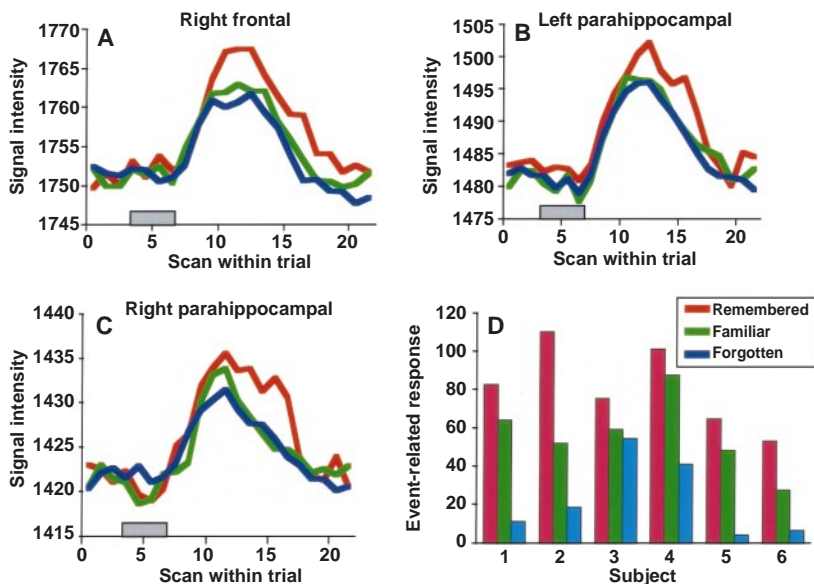 Right frontal
A
1770
1765
1763
1755
1750
1745
Signal intensity
0 5 10 15 20
Scan within trial
Left parahippocampal
B
1505
1500
1495
1490
1485
1480
1475
Signal intensity
0 5 10 15 20
Scan within trial
Right parahippocampal
C
1440
1435
1433
1423
1420
1415
Signal intensity
0 5 10 15 20
Scan within trial
D
Remembered
Familiar
Forgotten
120
100
80
60
40
20
0
Event-related response
1 2 3 4 5 6
Subject